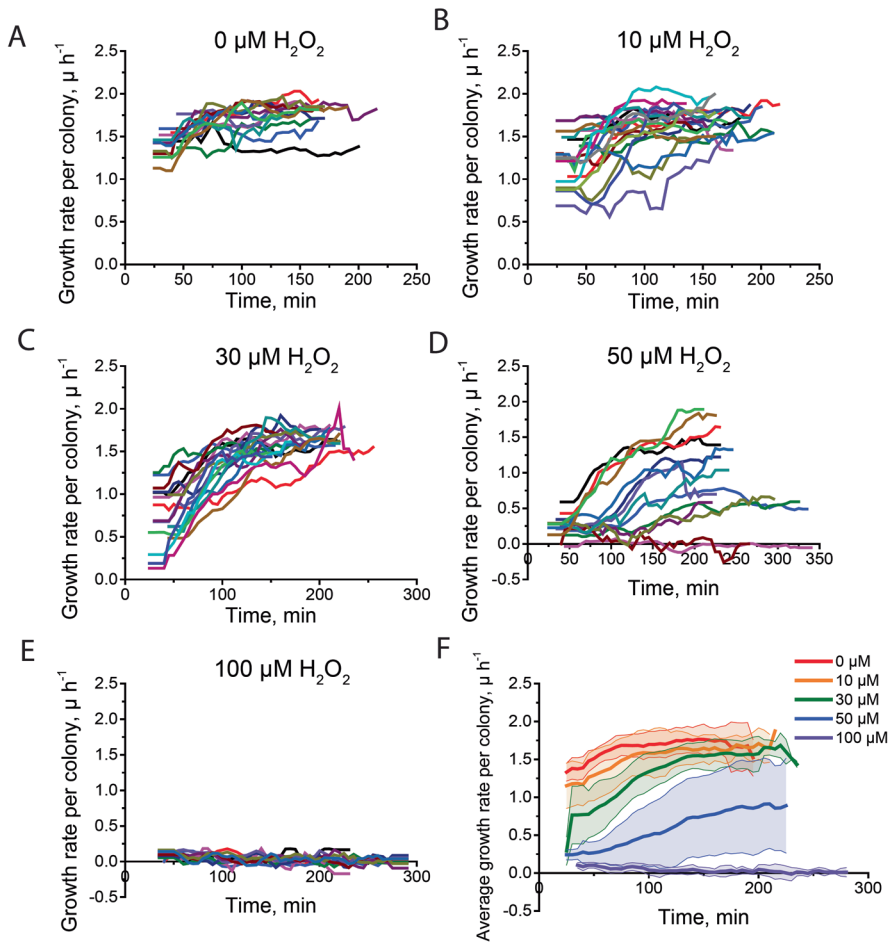 A
0 µM H2O2
Growth rate per colony, µ h-1
2.5
2.0
1.5
1.0
0.5
0.0
0 50 100 150 200 250
Time, min
B
10 µM H2O2
Growth rate per colony, µ h-1
2.5
2.0
1.5
1.0
0.5
0.0
0 50 100 150 200 250
Time, min
C
30 µM H2O2
Growth rate per colony, µ h-1
2.5
2.0
1.5
1.0
0.5
0.0
0 100 200 300
Time, min
D
50 µM H2O2
Growth rate per colony, µ h-1
2.5
2.0
1.5
1.0
0.5
0.0
-0.5
0 50 100 150 200 250 300 350
Time, min
E
100 µM H2O2
Growth rate per colony, µ h-1
2.5
2.0
1.5
1.0
0.5
0.0
-0.5
0 100 200 300
Time, min
F
0 µM
10 µM
30 µM
50 µM
100 µM
Average growth rate per colony, µ h-1
2.5
2.0
1.5
1.0
0.5
0.0
-0.5
0 100 200 300
Time, min